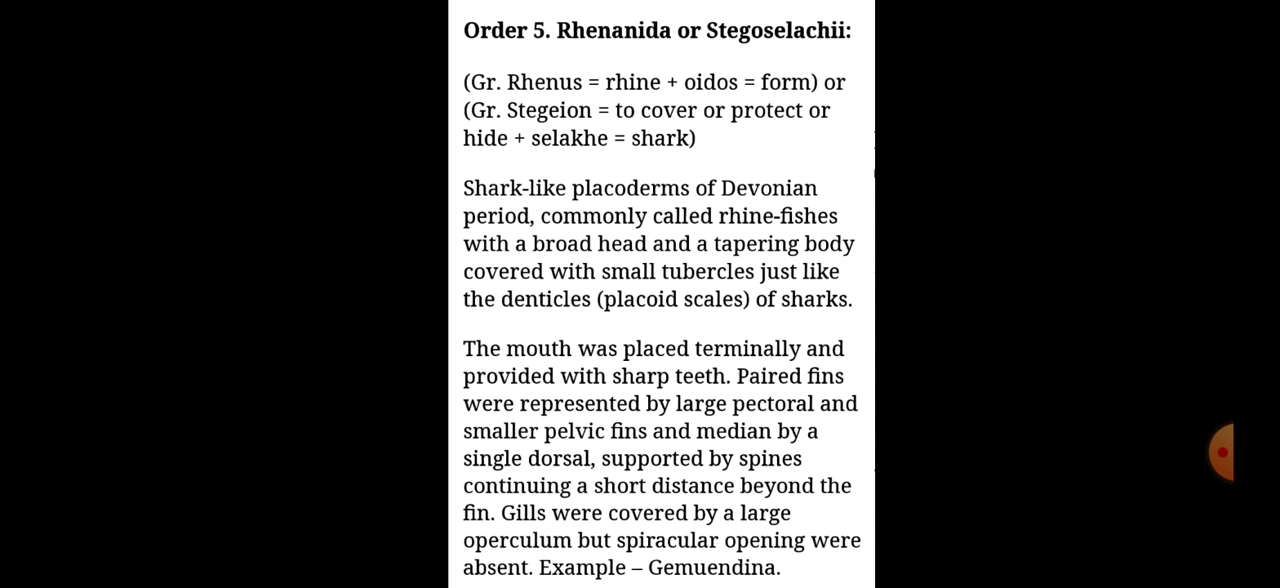 Order 5. Rhenanida or Stegoselachii:
(Gr. Rhenus = rhine + oidos = form) or
(Gr. Stegeion = to cover or protect or
hide + selakhe = shark)
Shark-like placoderms of Devonian
period, commonly called rhine-fishes
with a broad head and a tapering body
covered with small tubercles just like
the denticles (placoid scales) of sharks.
The mouth was placed terminally and
provided with sharp teeth. Paired fins
were represented by large pectoral and
smaller pelvic fins and median by a
single dorsal, supported by spines
continuing a short distance beyond the
fin. Gills were covered by a large
operculum but spiracular opening were
absent. Example – Gemuendina.